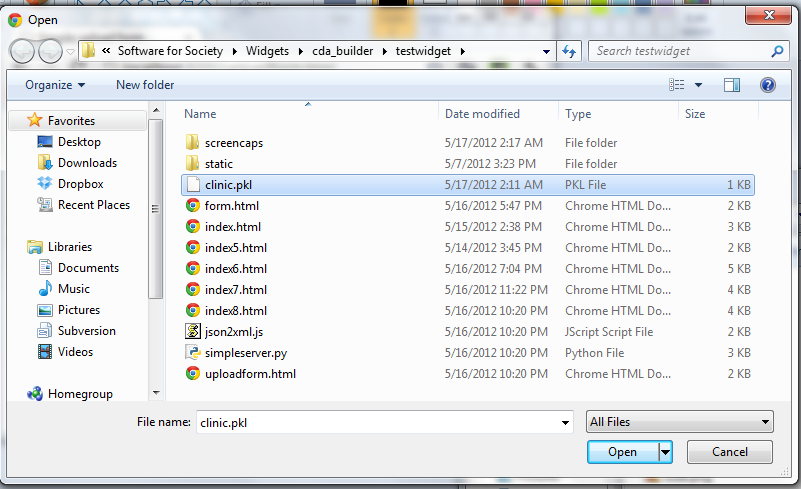 Open
« Software for Society Widgets cda_builder testwidget Search testwidget
Organize New folder
Favorites
Desktop
Downloads
Dropbox
Recent Places
Libraries
Documents
Music
Pictures
Subversion
Videos
Homegroup
Name Date modified Type Size
screencaps 5/17/2012 2:17 AM File folder
static 5/7/2012 3:23 PM File folder
clinic.pkl 5/17/2012 2:11 AM PKL File 1 KB
form.html 5/16/2012 5:47 PM Chrome HTML Do... 2 KB
index.html 5/15/2012 2:38 PM Chrome HTML Do... 3 KB
index5.html 5/14/2012 3:45 PM Chrome HTML Do... 2 KB
index6.html 5/16/2012 7:04 PM Chrome HTML Do... 5 KB
index7.html 5/16/2012 11:22 PM Chrome HTML Do... 4 KB
index8.html 5/16/2012 10:20 PM Chrome HTML Do... 4 KB
json2xml.js 5/16/2012 10:20 PM JScript Script File 2 KB
simpleserver.py 5/16/2012 10:20 PM Python File 3 KB
uploadform.html 5/16/2012 10:20 PM Chrome HTML Do... 2 KB
File name: clinic.pkl All Files
Open Cancel